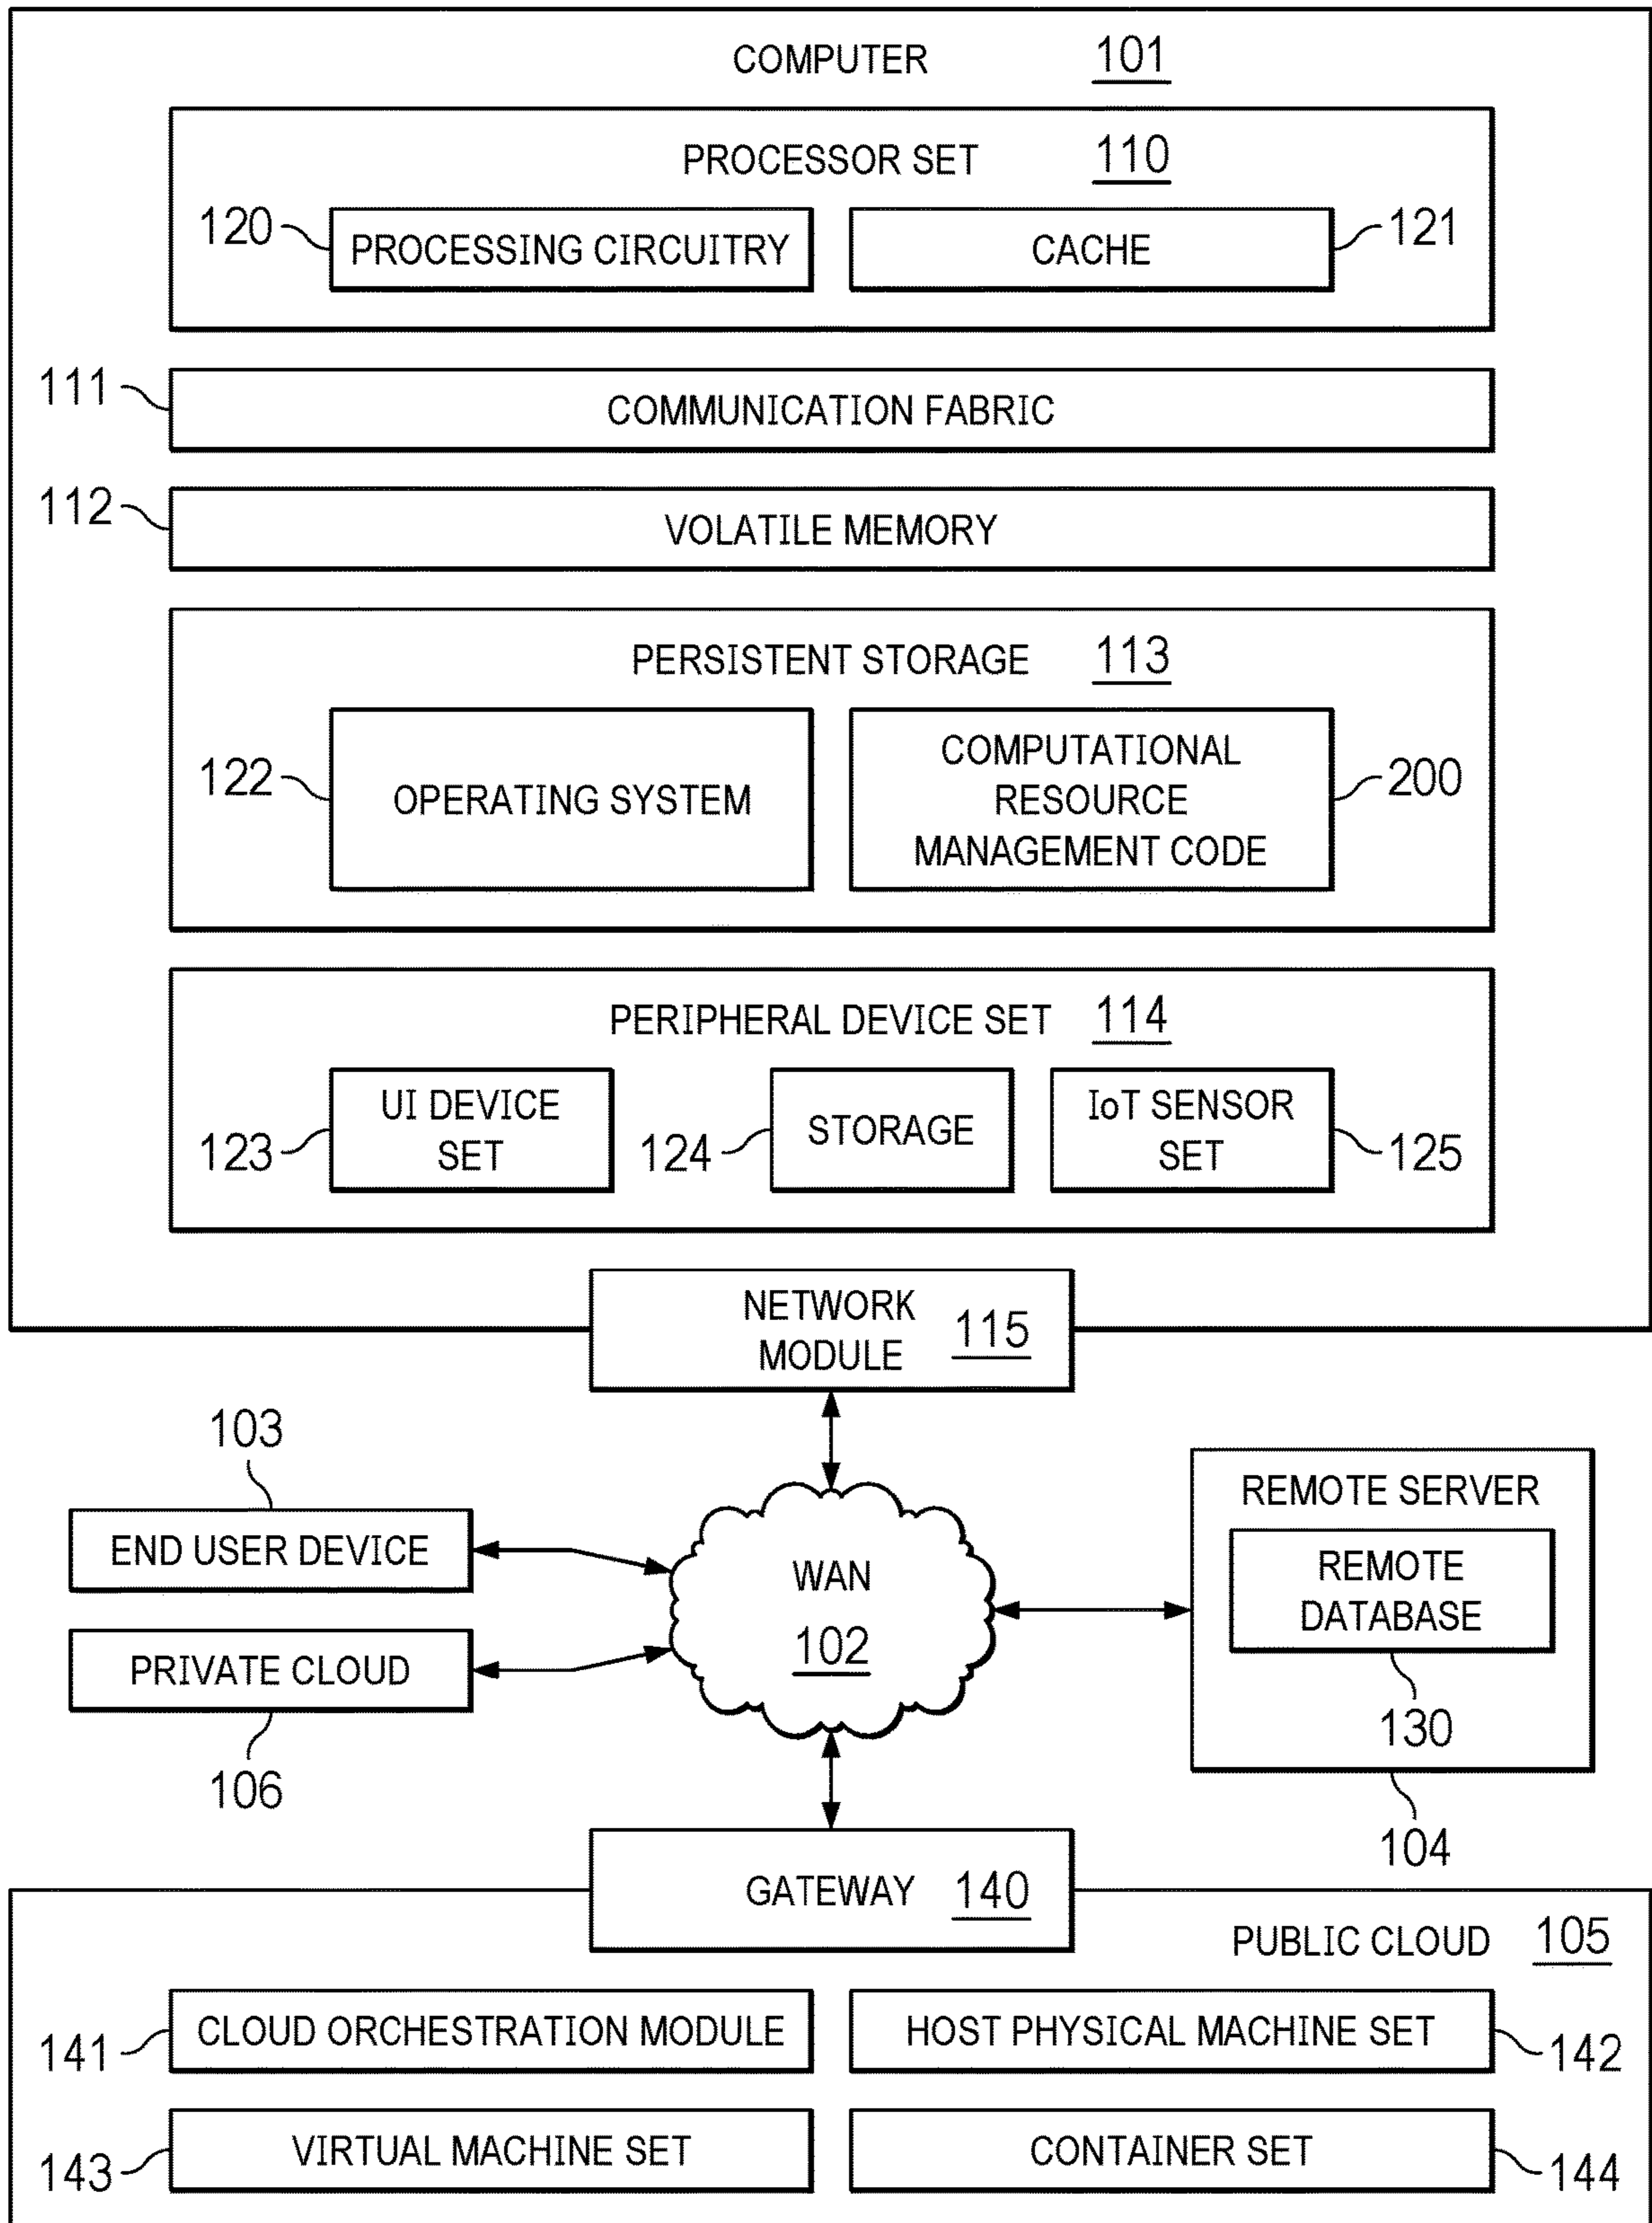 COMPUTER 101
PROCESSOR SET 110
120 PROCESSING CIRCUITRY CACHE 121
111 COMMUNICATION FABRIC
112 VOLATILE MEMORY
PERSISTENT STORAGE 113
122 OPERATING SYSTEM
COMPUTATIONAL
RESOURCE
MANAGEMENT CODE
200
PERIPHERAL DEVICE SET 114
123 UI DEVICE
SET
124 STORAGE
IoT SENSOR
SET
125
NETWORK
MODULE
115
103
END USER DEVICE
PRIVATE CLOUD
106
WAN
102
REMOTE SERVER
REMOTE
DATABASE
130
104
GATEWAY 140
PUBLIC CLOUD 105
141 CLOUD ORCHESTRATION MODULE HOST PHYSICAL MACHINE SET 142
143 VIRTUAL MACHINE SET CONTAINER SET 144